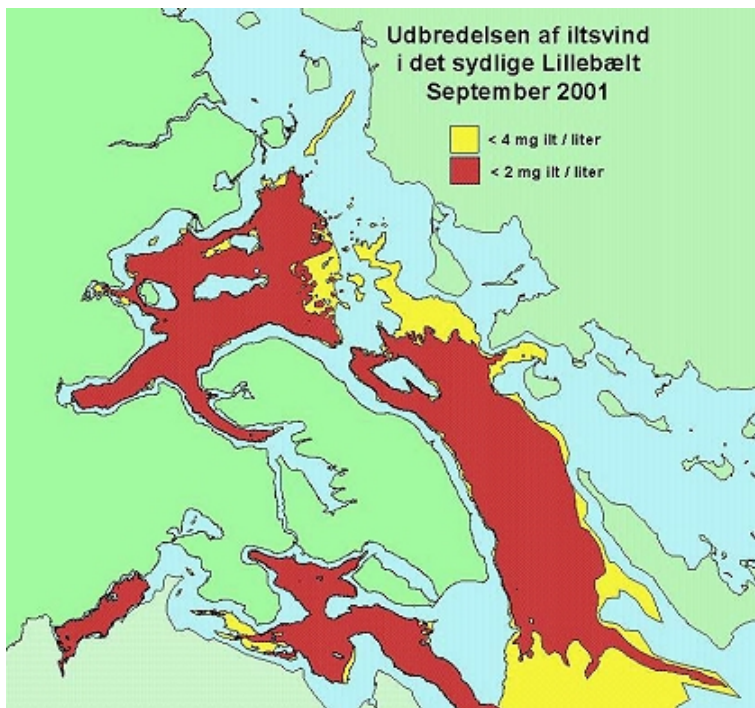 Udbredelsen af iltsvind
i det sydlige Lillebælt
September 2001
< 4 mg ilt / liter
< 2 mg ilt / liter